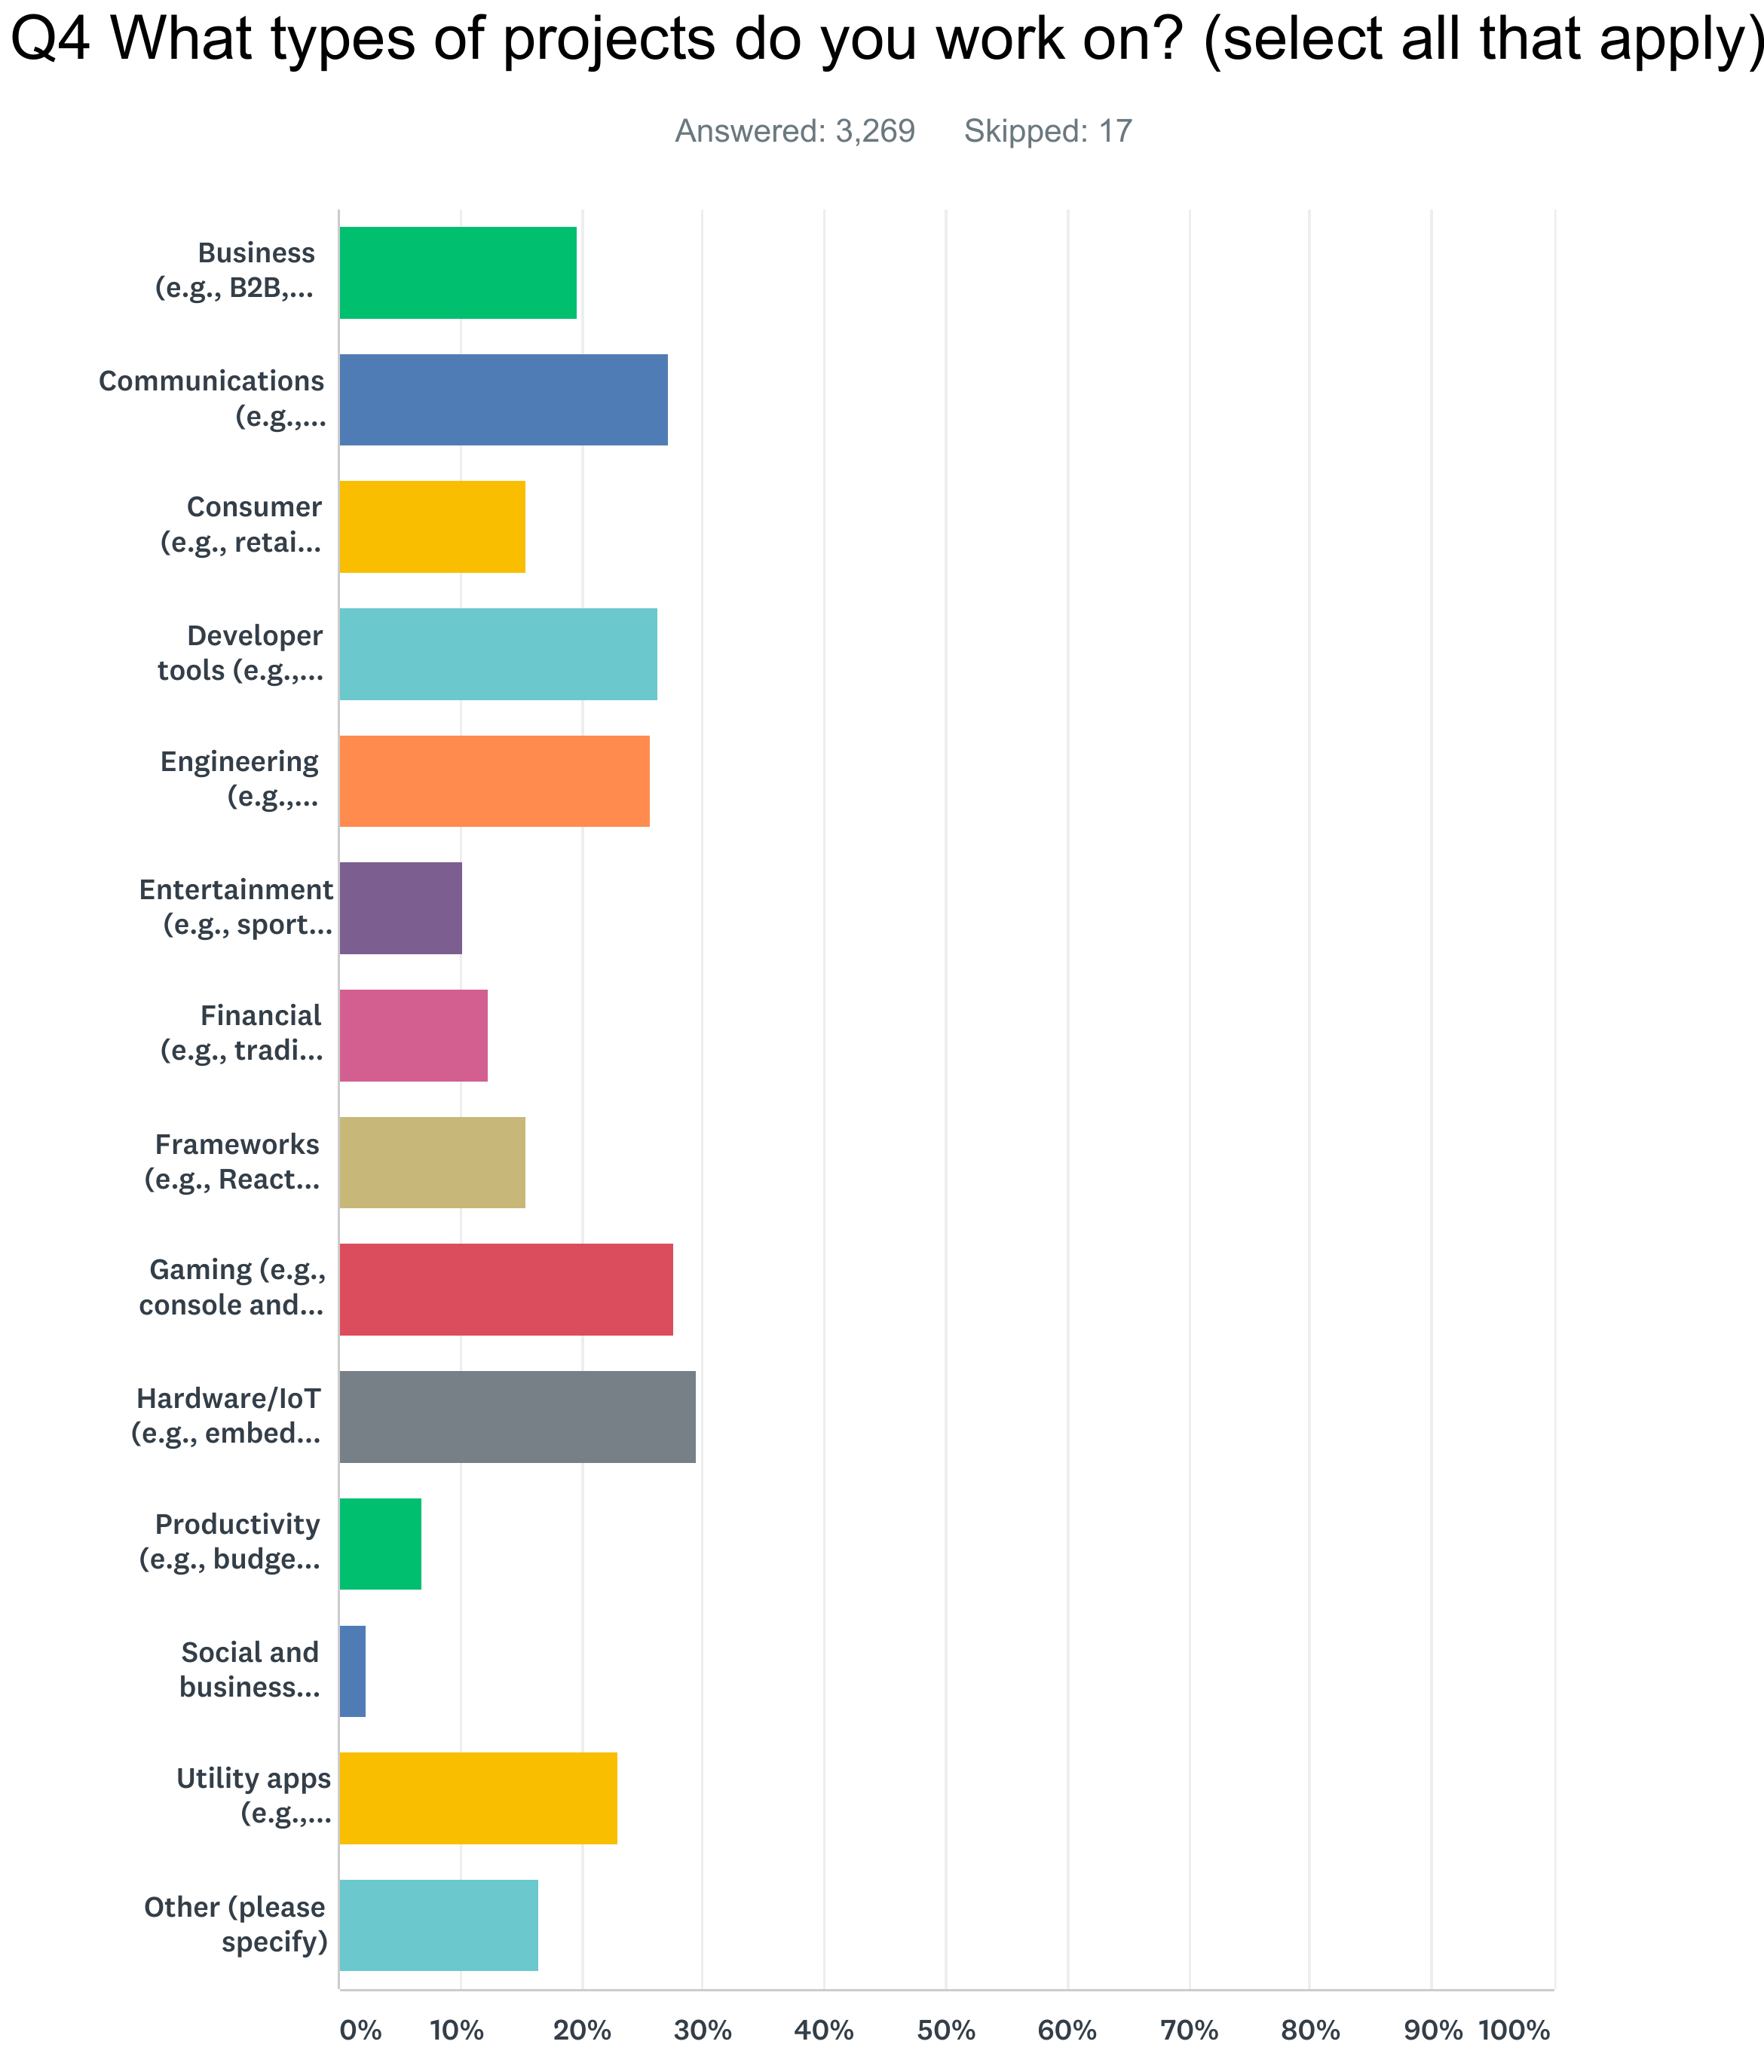 Q4 What types of projects do you work on? (select all that apply)
Answered: 3,269 Skipped: 17
Business
(e.g., B2B,...
Communications
(e.g.,...
Consumer
(e.g., retai...
Developer
tools (e.g.,...
Engineering
(e.g.,...
Entertainment
(e.g., sport...
Financial
(e.g., tradi...
Frameworks
(e.g., React...
Gaming (e.g.,
console and...
Hardware/IoT
(e.g., embed...
Productivity
(e.g., budge...
Social and
business...
Utility apps
(e.g.,...
Other (please
specify)
0% 10% 20% 30% 40% 50% 60% 70% 80% 90% 100%